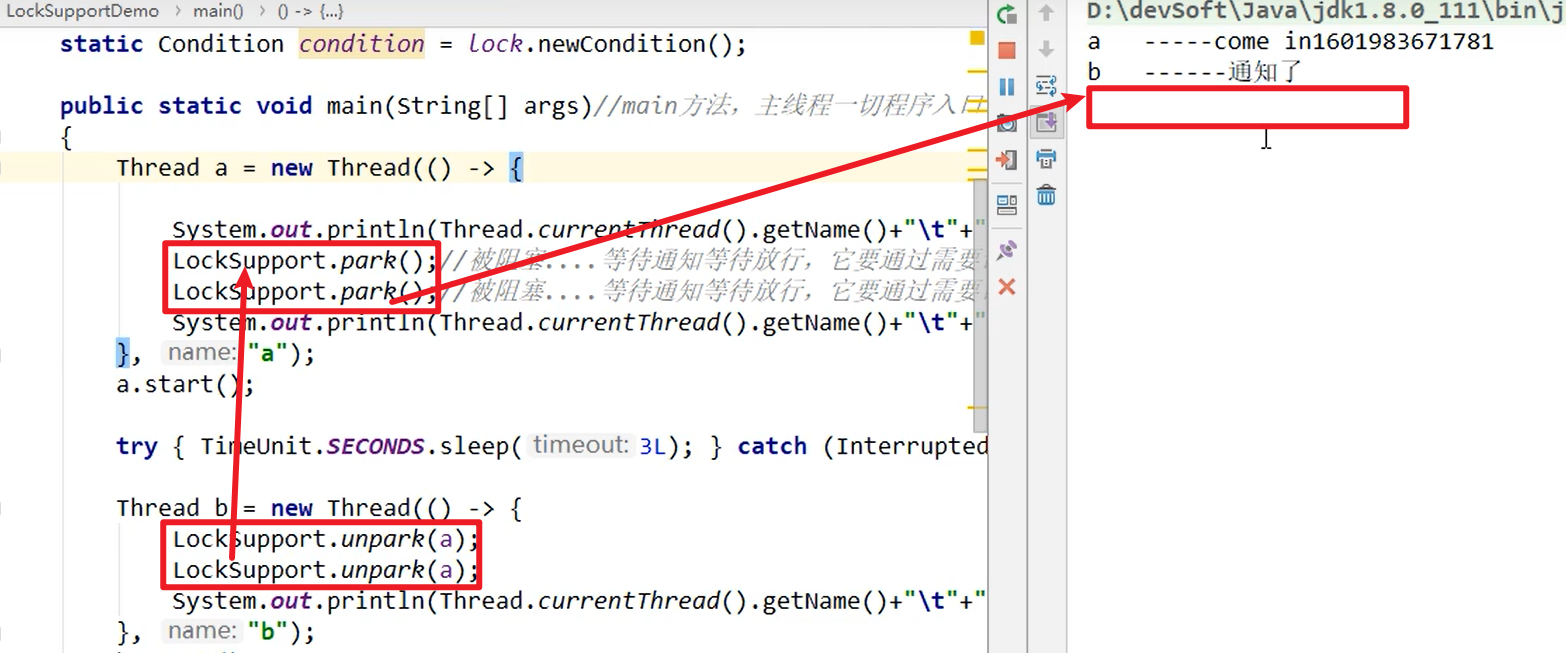 LockSupportDemo > main() > () -> {...}
static Condition condition = lock.newCondition();
public static void main(String[] args)//main方法，主线程一切程序入口
{
Thread a = new Thread(() -> {
System.out.println(Thread.currentThread().getName()+"\t"+"
LockSupport.park();//被阻塞....等待通知等待放行，它要通过需要
LockSupport.park();//被阻塞....等待通知等待放行，它要通过需要
System.out.println(Thread.currentThread().getName()+"\t"+"
}, name: "a");
a.start();
try { TimeUnit.SECONDS.sleep( timeout: 3L); } catch (Interrupted
Thread b = new Thread(() -> {
LockSupport.unpark(a);
LockSupport.unpark(a);
System.out.println(Thread.currentThread().getName()+"\t"+"
}, name: "b");
D:\devSoft\Java\jdk1.8.0_111\bin\j
a -----come in1601983671781
b ------通知了